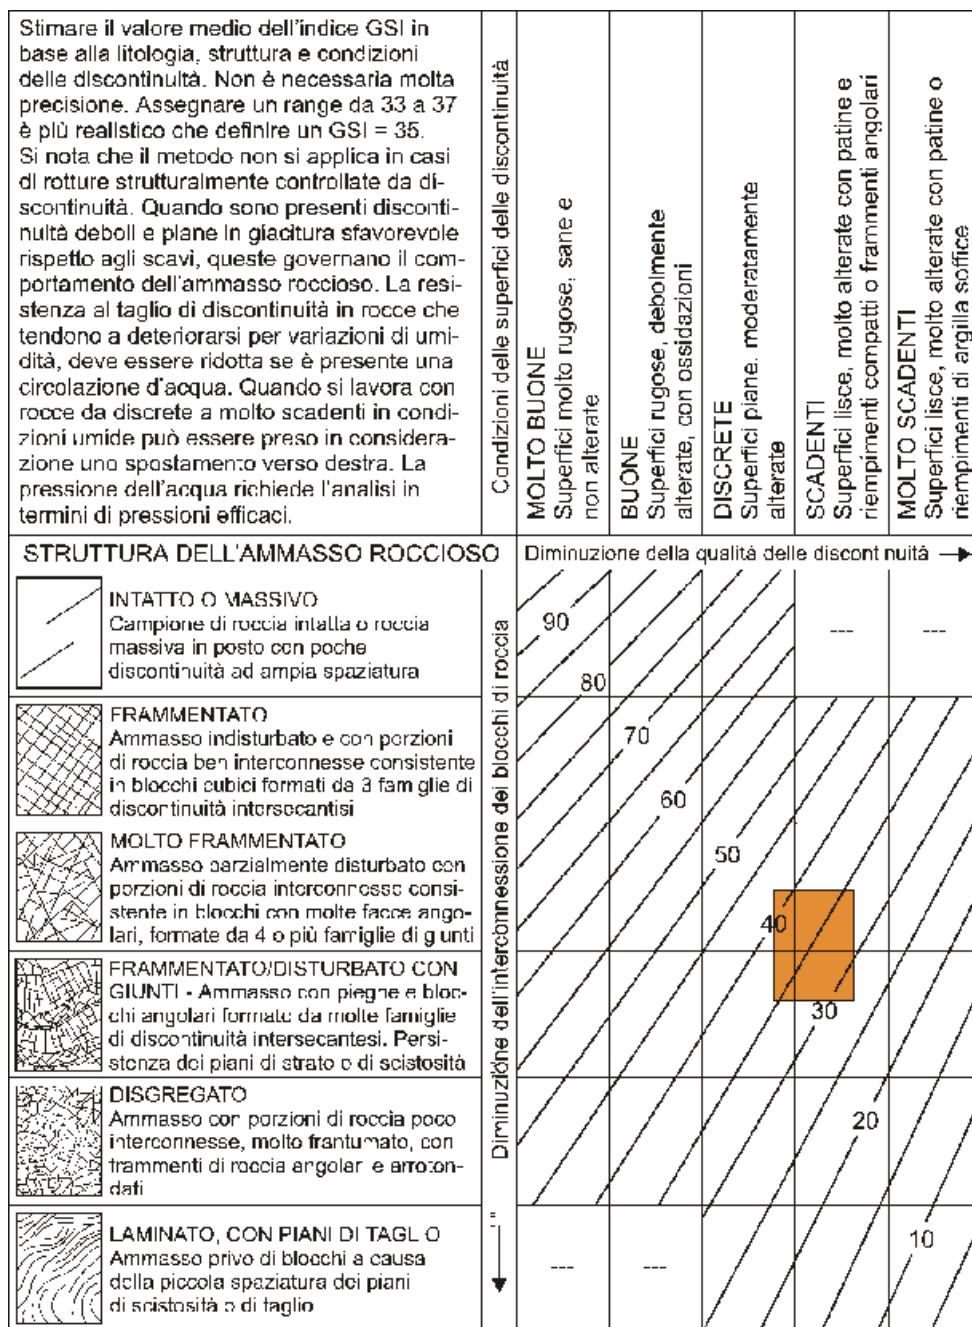 Stimare il valore medio dell'indice GSI in
base alla litologia, struttura e condizioni
delle discontinuità. Non è necessaria molta
precisione. Assegnare un range da 33 a 37
è più realistico che definire un GSI = 35.
Si nota che il metodo non si applica in casi
di rotture strutturalmente controllate da di-
scontinuità. Quando sono presenti disconti-
nuità deboli e piane in giacitura sfavorevole
rispetto agli scavi, queste governano il com-
portamento dell'ammasso roccioso. La resi-
stenza al taglio di discontinuità in rocce che
tendono a deteriorarsi per variazioni di umi-
dità, deve essere ridotta se è presente una
circolazione d'acqua. Quando si lavora con
rocce da discrete a molto scadenti in condi-
zioni umide può essere preso in considera-
zione uno spostamento verso destra. La
pressione dell'acqua richiede l'analisi in
termini di pressioni efficaci.
Condizioni delle superfici delle discontinuità
MOLTO BUONE
Superfici molto rugose, sane e
non alterate
BUONE
Superfici rugose, debolmente
alterate, con ossidazioni
DISCRETE
Superfici piane. moderatamente
alterate
SCADENTI
Superfici lisce, molto alterate con patine e
riempimenti compatti o frammenti angolari
MOLTO SCADENTI
Superfici lisce, molto alterate con patine o
riempimenti di argilla soffice
STRUTTURA DELL'AMMASSO ROCCIOSO
Diminuzione della qualità delle discont nuità
Diminuzione dell'interconnessione dei blocchi di roccia
INTATTO O MASSIVO
Campione di roccia intatta o roccia
massiva in posto con poche
discontinuità ad ampia spaziatura
90
80
--- ---
FRAMMENTATO
Ammasso indisturbato e con porzioni
di roccia ben interconnesse consistente
in blocchi cubici formati da 3 fam glie di
discontinuità intersecantisi
70
60
MOLTO FRAMMENTATO
Ammasso parzialmente disturbato con
porzioni di roccia interconnesse consi-
stente in blocchi con molte facce ango-
lari, formate da 4 o più famiglie di g unti
50
40
FRAMMENTATO/DISTURBATO CON
GIUNTI - Ammasso con pieghe e bloc-
chi angolari formato da molte famiglie
di discontinuità intersecantesi. Persi-
stenza dei piani di strato o di scistosità
30
DISGREGATO
Ammasso con porzioni di roccia poco
interconnesse, molto frantumato, con
frammenti di roccia angolar e arroton-
dati
20
LAMINATO, CON PIANI DI TAGL O
Ammasso privo di blocchi a causa
della piccola spaziatura dei piani
di scistosità o di taglio
--- ---
10